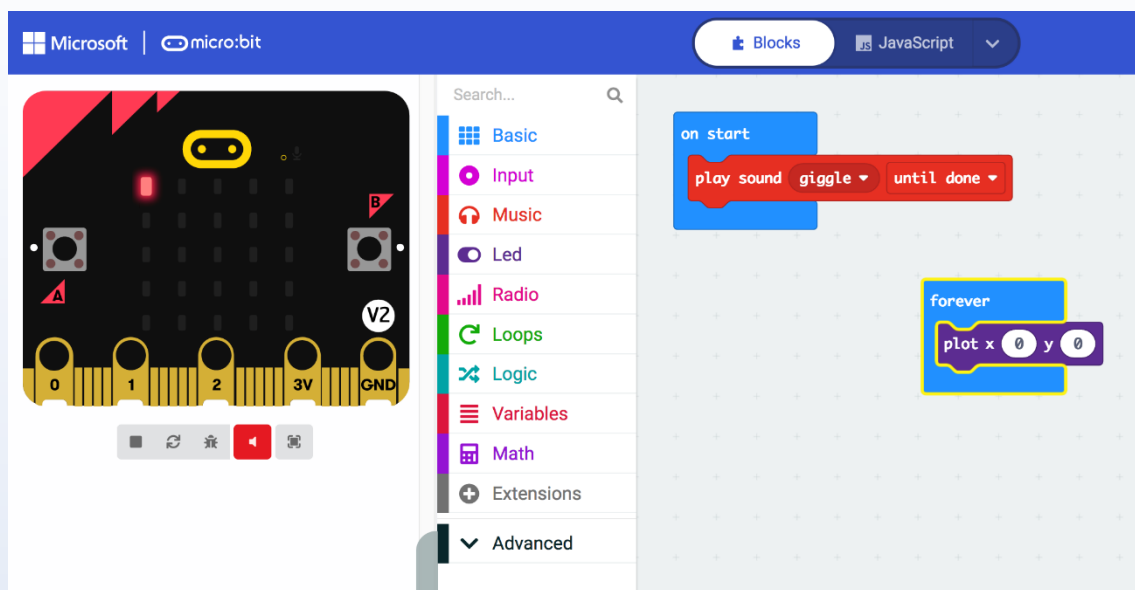 Microsoft micro:bit
Blocks
JS JavaScript
Search...
Basic
Input
Music
Led
Radio
Loops
Logic
Variables
Math
Extensions
Advanced
B
A
V2
0 1 2 3V GND
on start
play sound giggle until done
forever
plot x 0 y 0